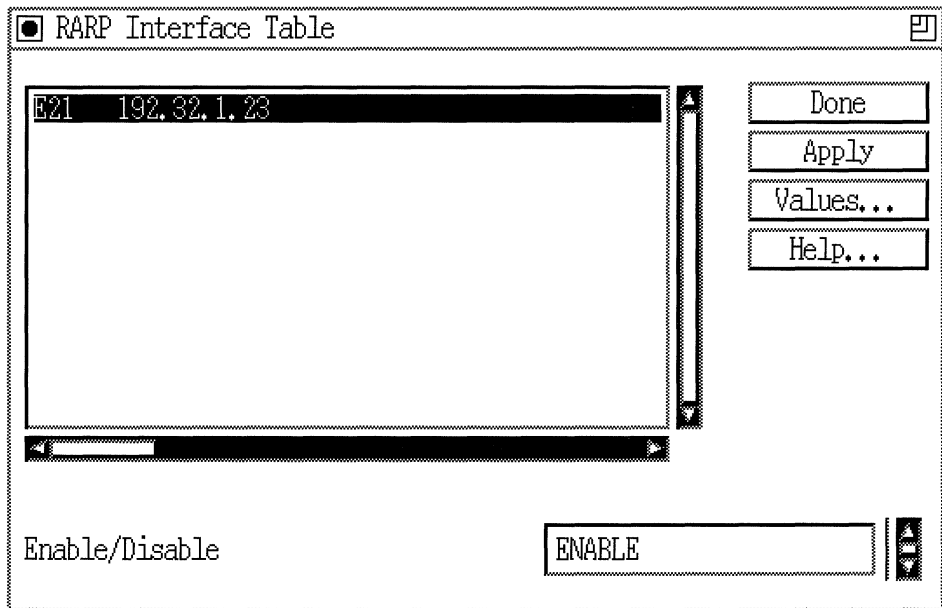 RARP Interface Table
E21 192.32.1.23
Done
Apply
Values...
Help...
Enable/Disable
ENABLE